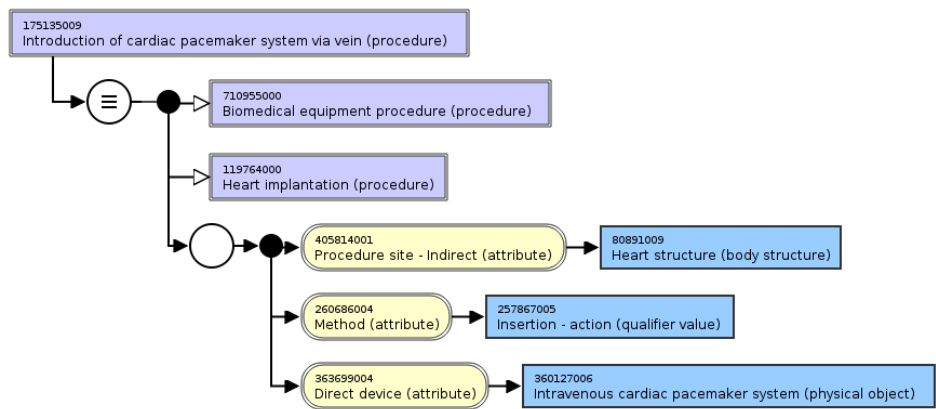 175135009
Introduction of cardiac pacemaker system via vein (procedure)
≡
710955000
Biomedical equipment procedure (procedure)
119764000
Heart implantation (procedure)
405814001
Procedure site - Indirect (attribute)
80891009
Heart structure (body structure)
260686004
Method (attribute)
257867005
Insertion - action (qualifier value)
363699004
Direct device (attribute)
360127006
Intravenous cardiac pacemaker system (physical object)